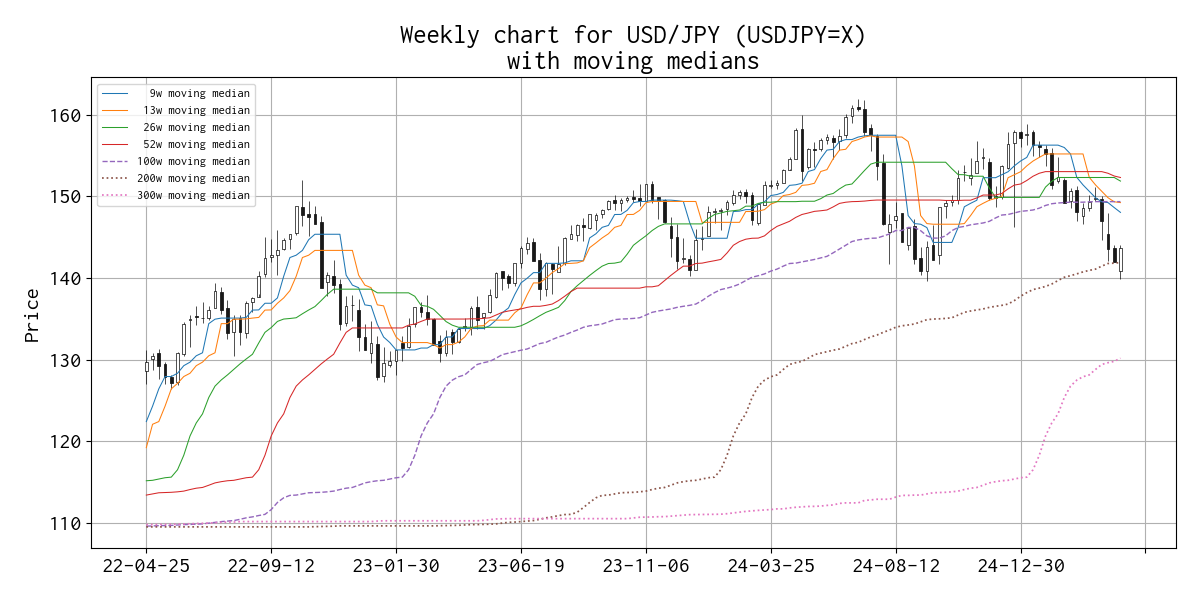 Weekly chart for USD/JPY (USDJPY=X)
with moving medians
9w moving median
13w moving median
26w moving median
52w moving median
100w moving median
200w moving median
300w moving median
Price
160
150
140
130
120
110
22-04-25 22-09-12 23-01-30 23-06-19 23-11-06 24-03-25 24-08-12 24-12-30